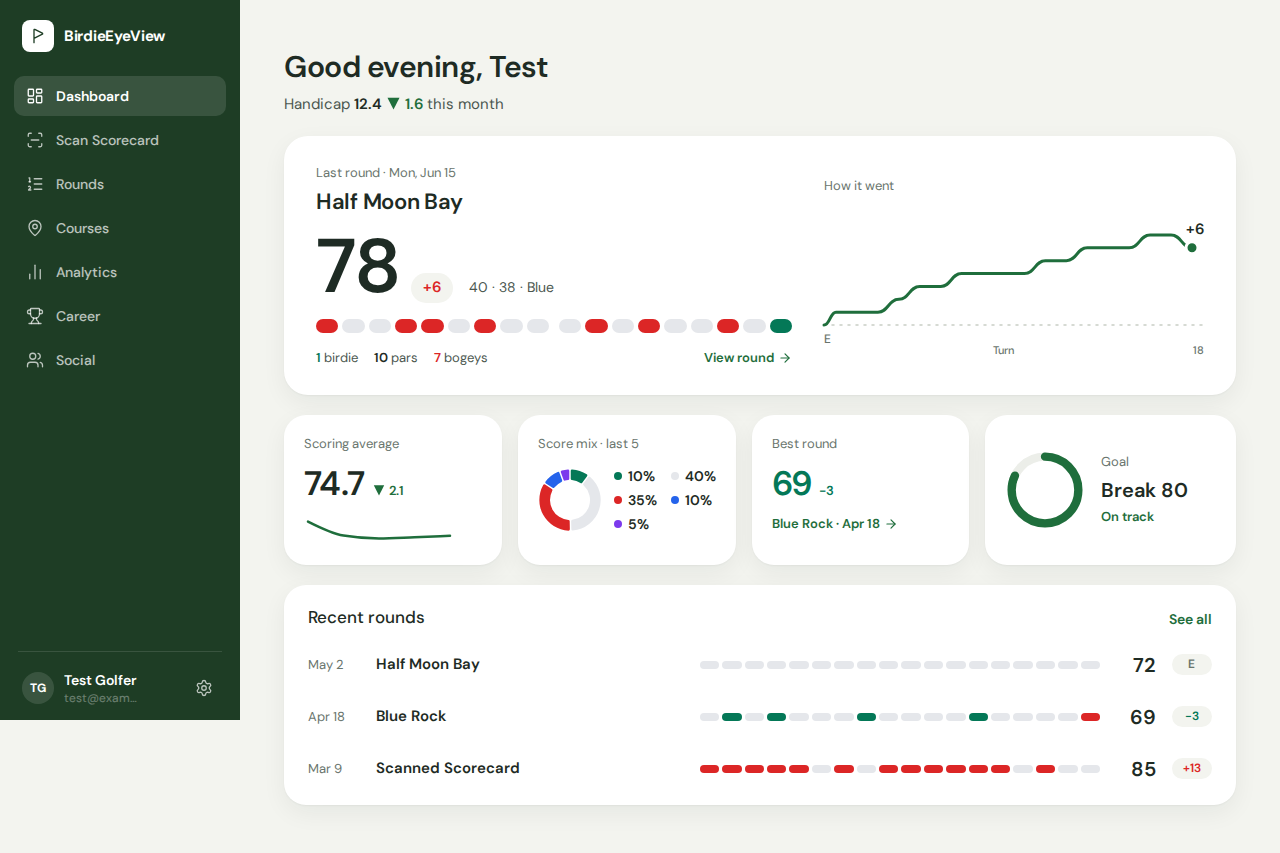 BirdieEyeView
Dashboard
Scan Scorecard
Rounds
Courses
Analytics
Career
Social
TG
Test Golfer
test@exam...
Good evening, Test
Handicap 12.4 ▼ 1.6 this month
Last round · Mon, Jun 15
Half Moon Bay
78 +6 40 · 38 · Blue
1 birdie 10 pars 7 bogeys View round →
How it went
+6
E
Turn 18
Scoring average
74.7 ▼ 2.1
Score mix · last 5
10% 40%
35% 10%
5%
Best round
69 −3
Blue Rock · Apr 18 →
Goal
Break 80
On track
Recent rounds See all
May 2 Half Moon Bay 72 E
Apr 18 Blue Rock 69 −3
Mar 9 Scanned Scorecard 85 +13